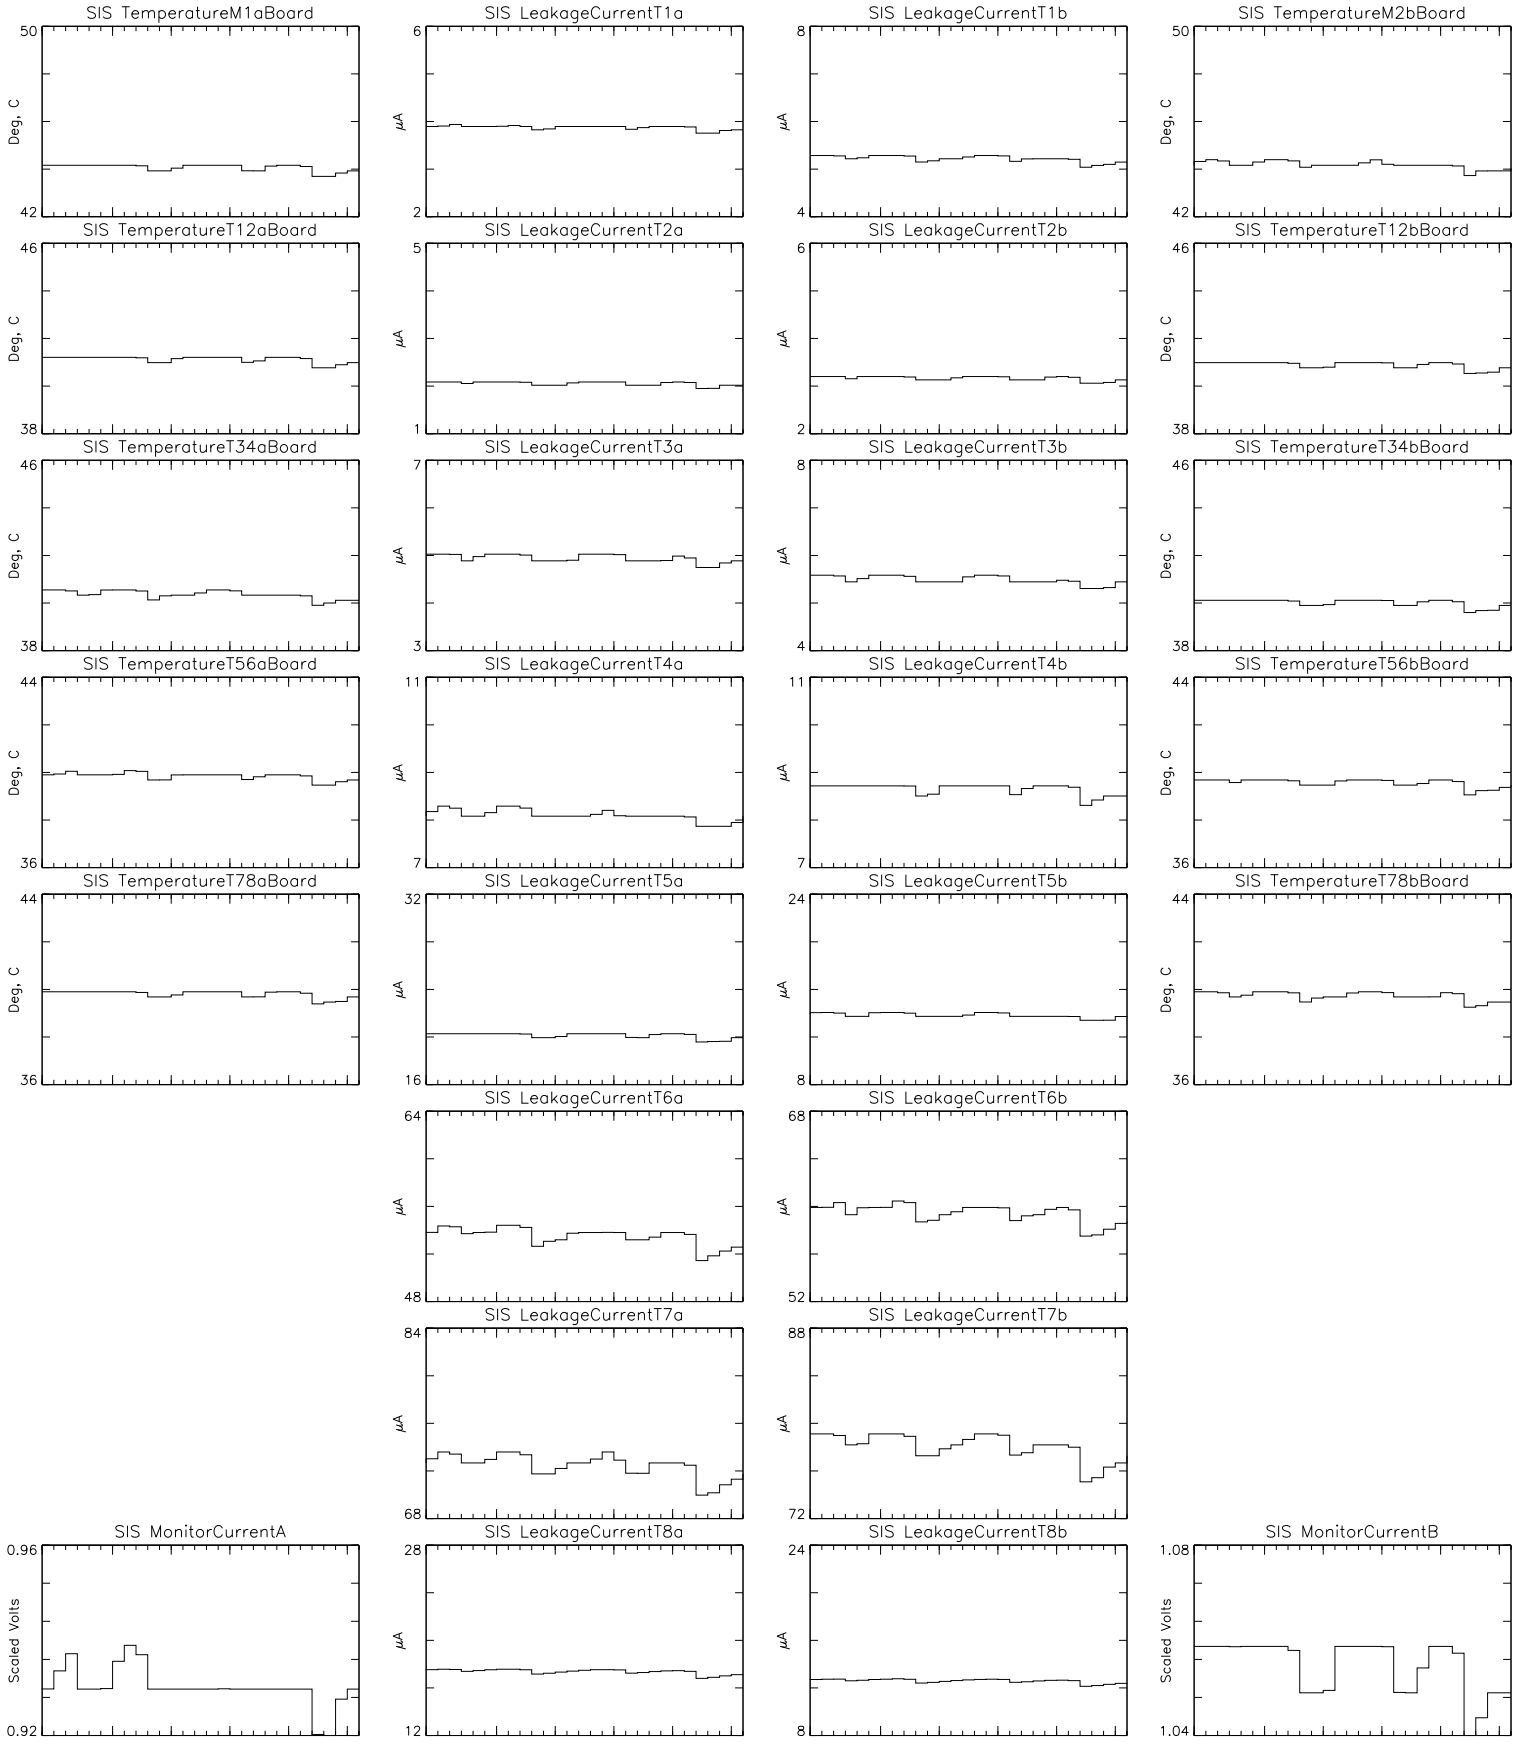 SIS TemperatureM1aBoard SIS LeakageCurrentT1a SIS LeakageCurrentT1b SIS TemperatureM2bBoard
50 6 8 50
Deg, C μA μA Deg, C
42 2 4 42
SIS TemperatureT12aBoard SIS LeakageCurrentT2a SIS LeakageCurrentT2b SIS TemperatureT12bBoard
46 5 6 46
Deg, C μA μA Deg, C
38 1 2 38
SIS TemperatureT34aBoard SIS LeakageCurrentT3a SIS LeakageCurrentT3b SIS TemperatureT34bBoard
46 7 8 46
Deg, C μA μA Deg, C
38 3 4 38
SIS TemperatureT56aBoard SIS LeakageCurrentT4a SIS LeakageCurrentT4b SIS TemperatureT56bBoard
44 11 11 44
Deg, C μA μA Deg, C
36 7 7 36
SIS TemperatureT78aBoard SIS LeakageCurrentT5a SIS LeakageCurrentT5b SIS TemperatureT78bBoard
44 32 24 44
Deg, C μA μA Deg, C
36 16 8 36
SIS LeakageCurrentT6a SIS LeakageCurrentT6b
64 68
μA μA
48 52
SIS LeakageCurrentT7a SIS LeakageCurrentT7b
84 88
μA μA
68 72
SIS MonitorCurrentA SIS LeakageCurrentT8a SIS LeakageCurrentT8b SIS MonitorCurrentB
0.96 28 24 1.08
Scaled Volts μA μA Scaled Volts
0.92 12 8 1.04